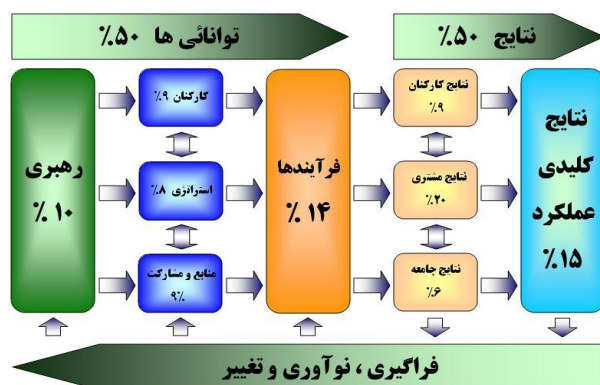 نتایج ٪۵۰
توانائی ها ٪۵۰
رهبری
٪۱۰
کارکنان ٪۹
استراتژی ٪۸
منابع و مشارکت
٪۹
فرآیندها
٪۱۴
نتایج کارکنان
٪۹
نتایج مشتری
٪۲۰
نتایج جامعه
٪۶
نتایج
کلیدی
عملکرد
٪۱۵
فراگیری ، نوآوری و تغییر